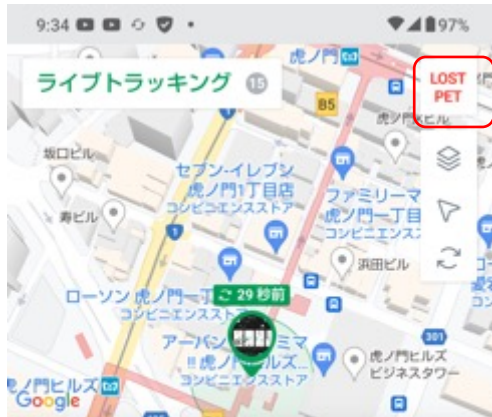 9:34
97%
ライブトラッキング 15
LOST
PET
虎ノ門
B5
坂口ビル
セブン-イレブン
虎ノ門1丁目店
コンビニエンスストア
ファミリーマ
虎ノ門一丁目
コンビニエンス
寿ビル
浜田ビル
29 秒前
ローソン 虎ノ門一丁
コンビニエンスス
301
アーバン
ミマ
!! 虎ノ
ルズ...
コンビニエンスストア
虎ノ門ヒルズ
ビジネスタワー
虎ノ門ヒルズ
Google